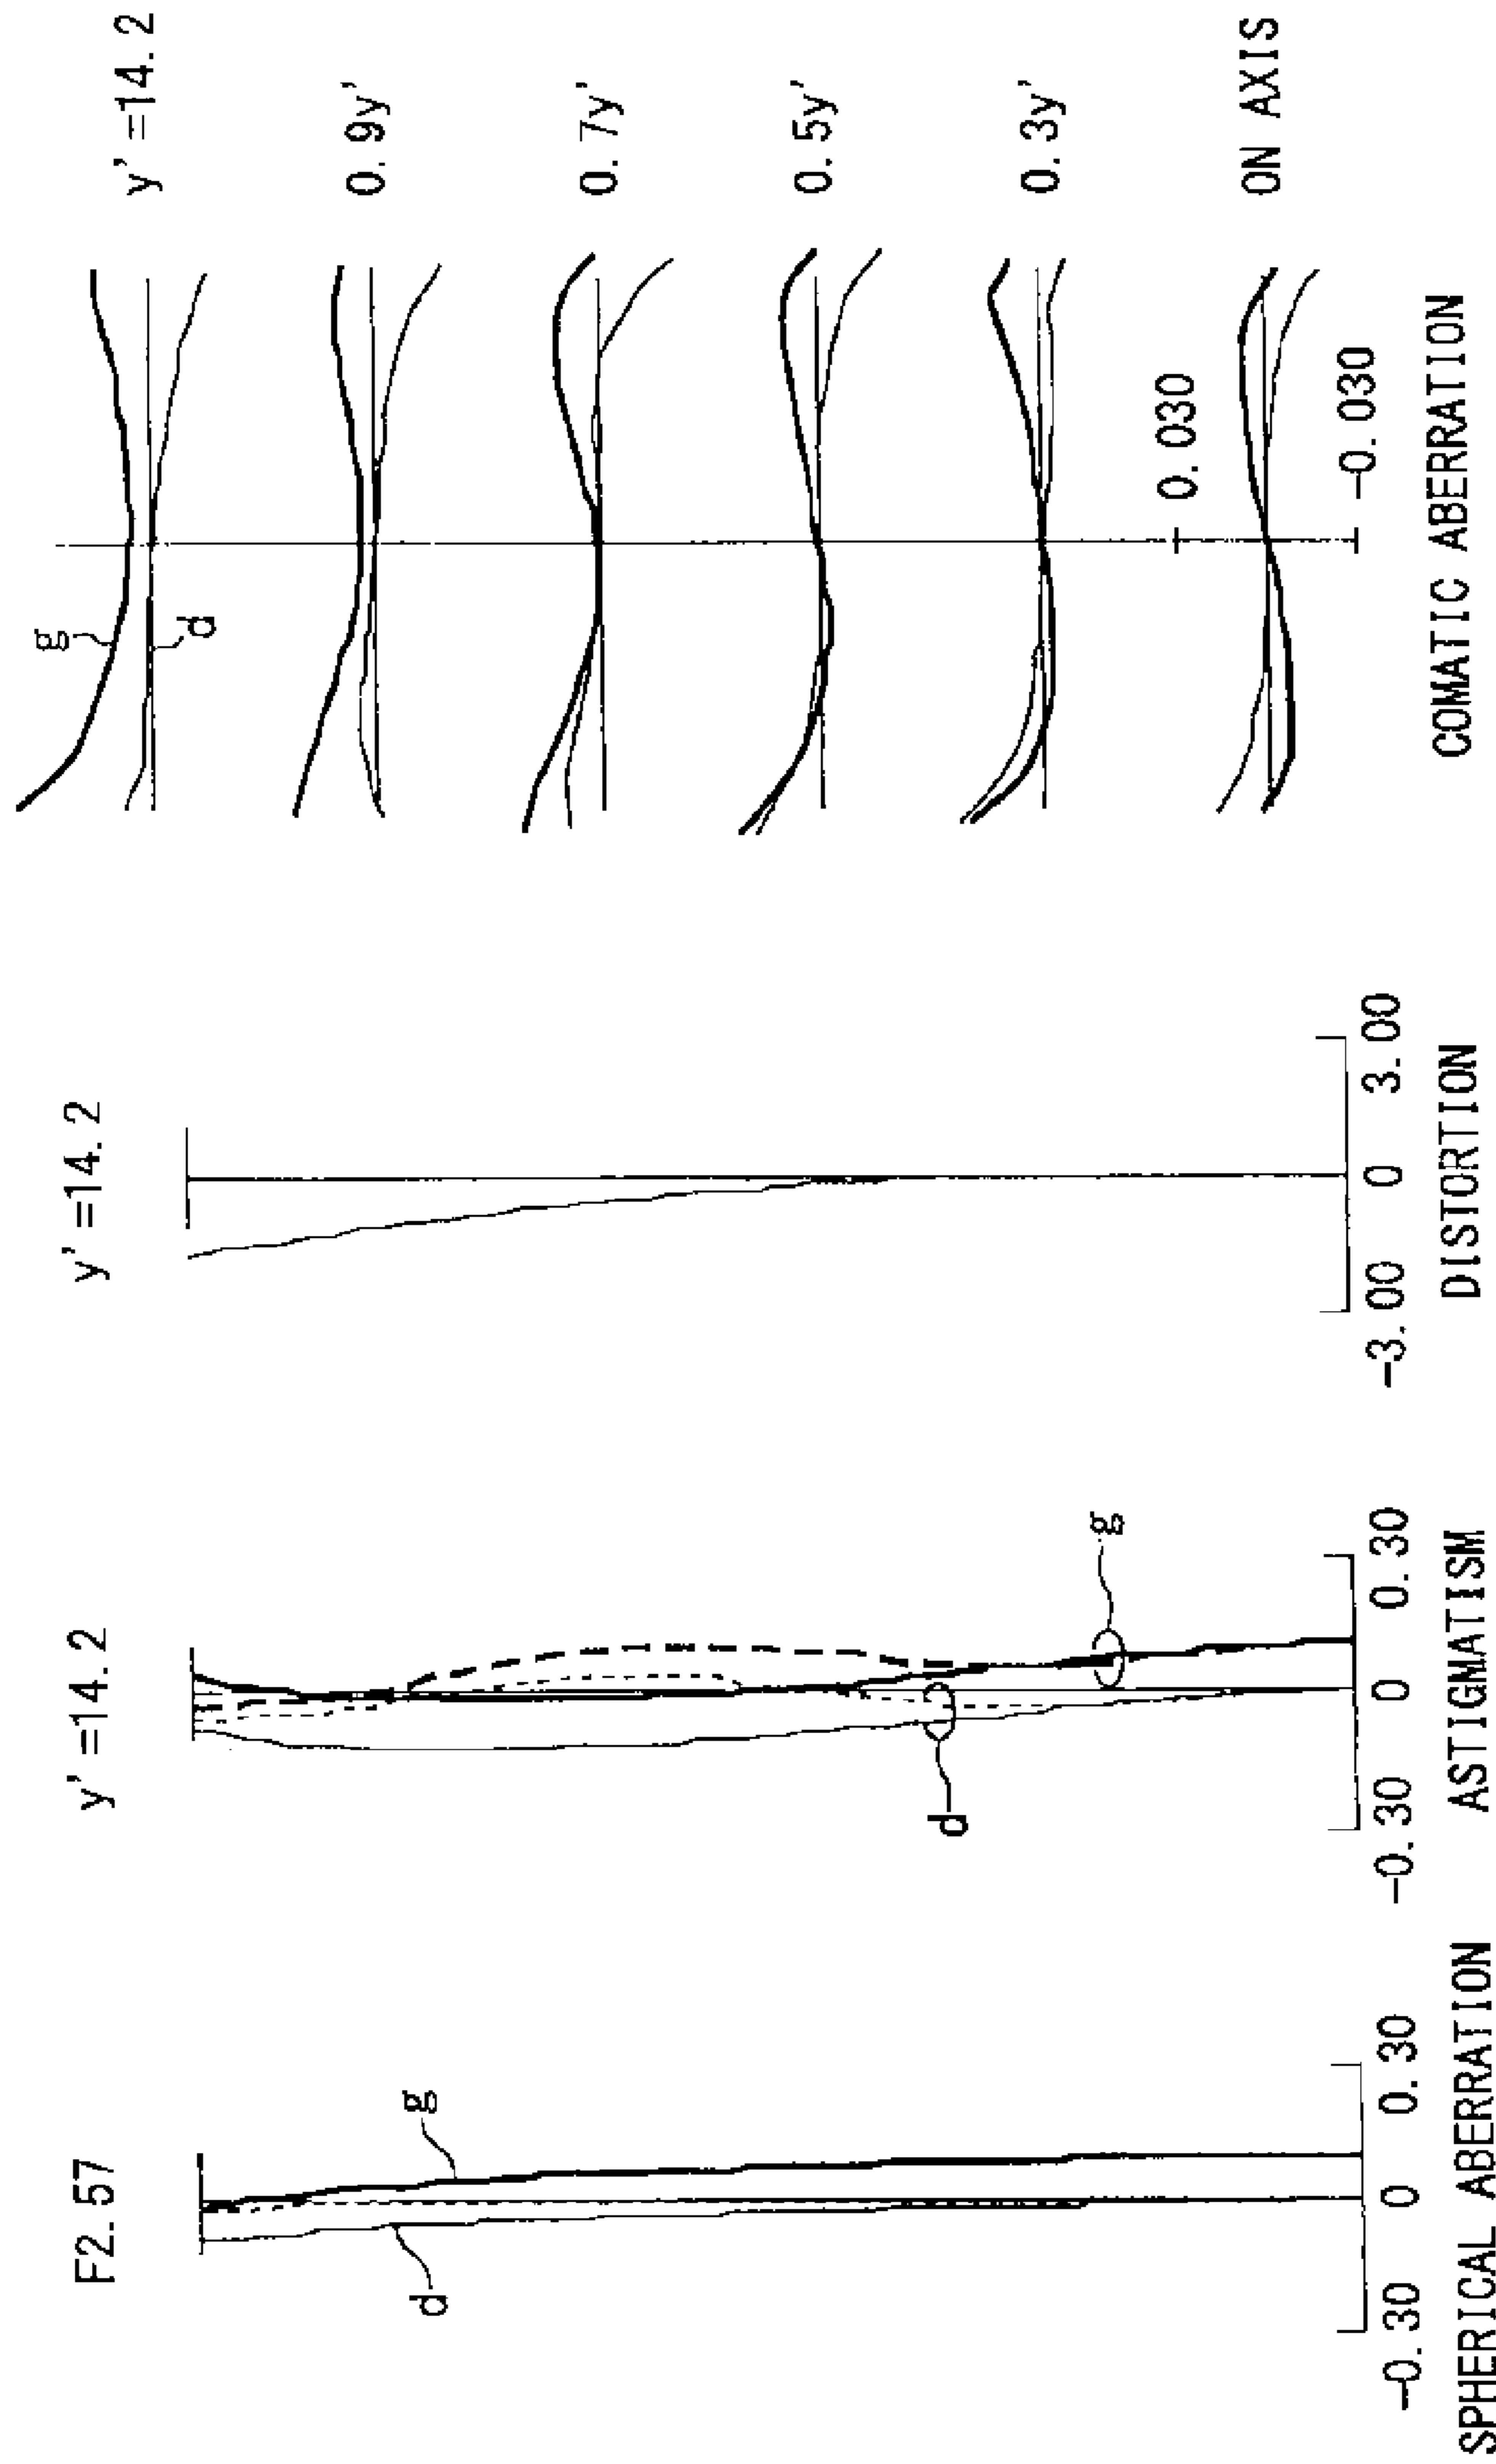 F2.57
g
d
-0.30 0 0.30
SPHERICAL ABERRATION
y'=14.2
g
d
-0.30 0 0.30
ASTIGMATISM
y'=14.2
-3.00 0 3.00
DISTORTION
g
d
y'=14.2
0.9y'
0.7y'
0.5y'
0.3y'
0.030
ON AXIS
-0.030
COMATIC ABERRATION